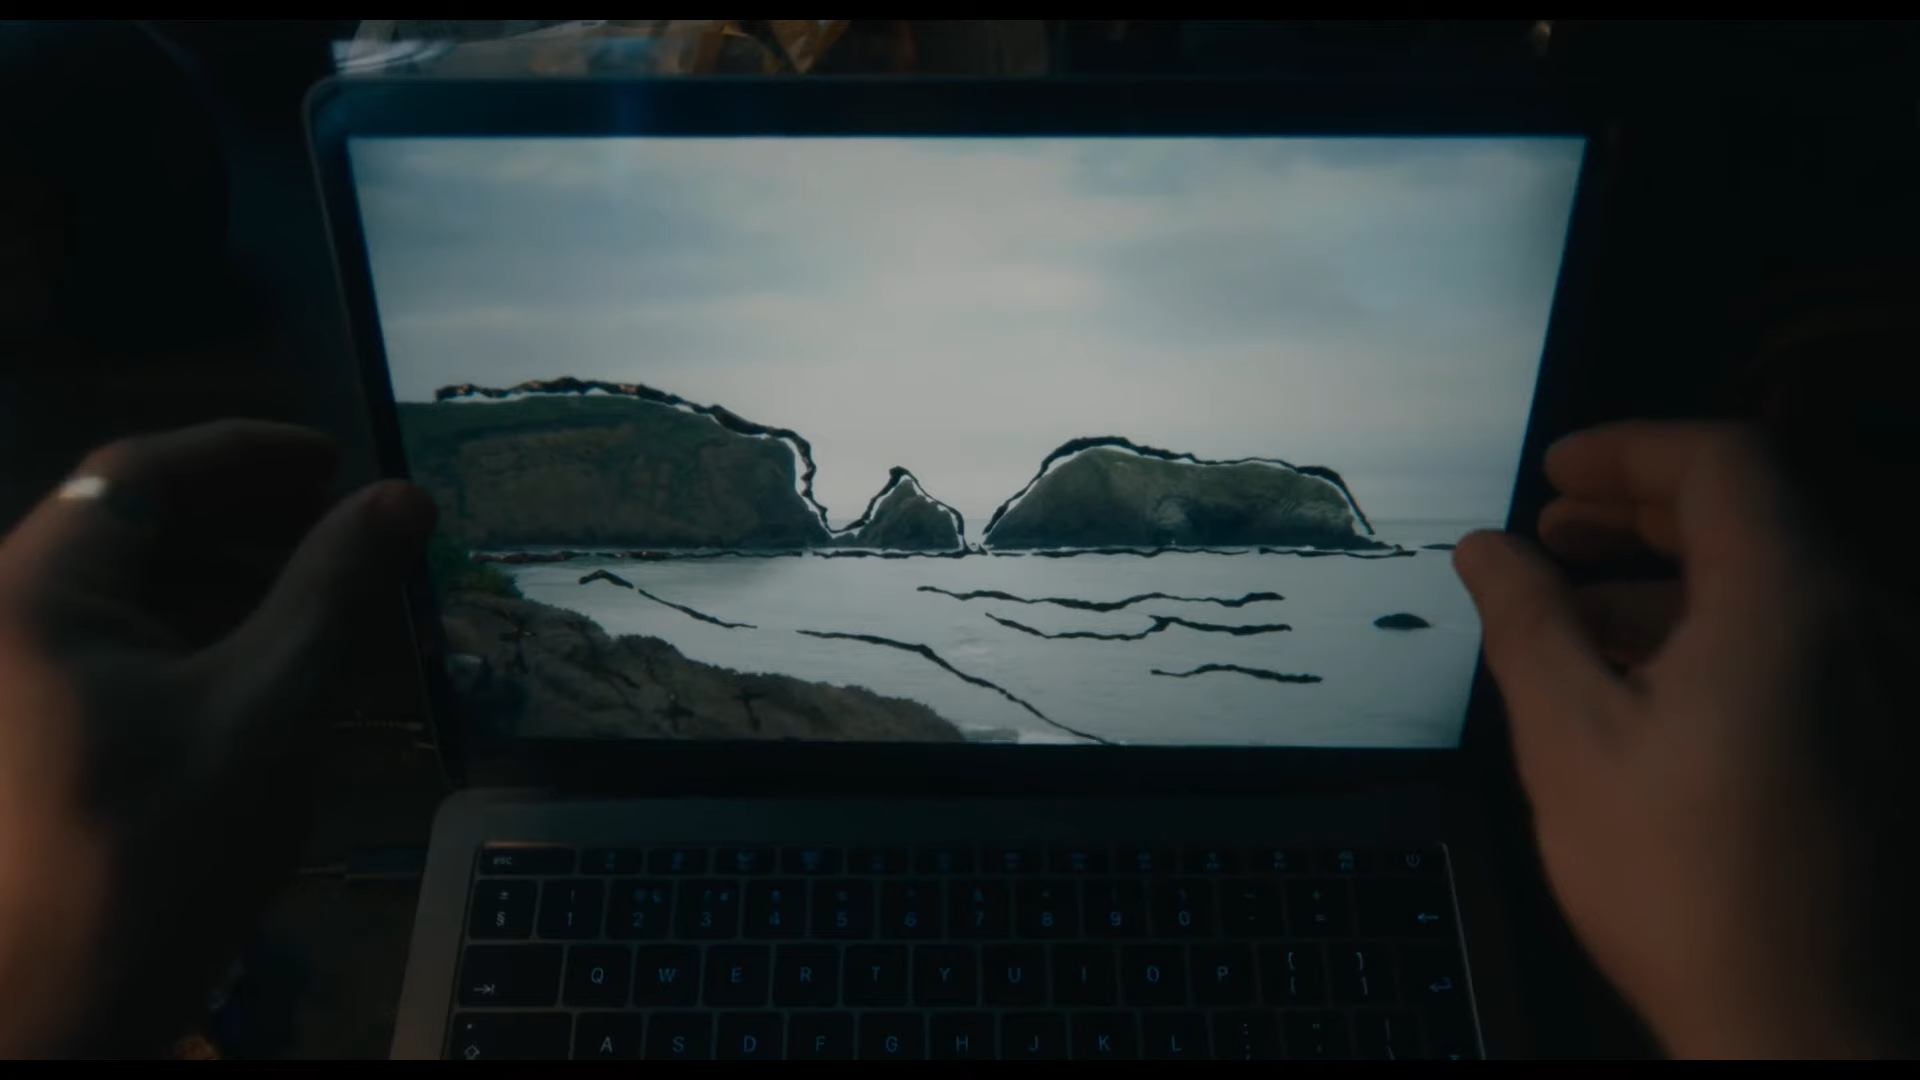 esc
± ! + 
§ 1 2 3 4 5 6 7 8 9 0 - =
Q W E R T Y U I O P { [ } ]
A S D F G H J K L : ; " ' | \